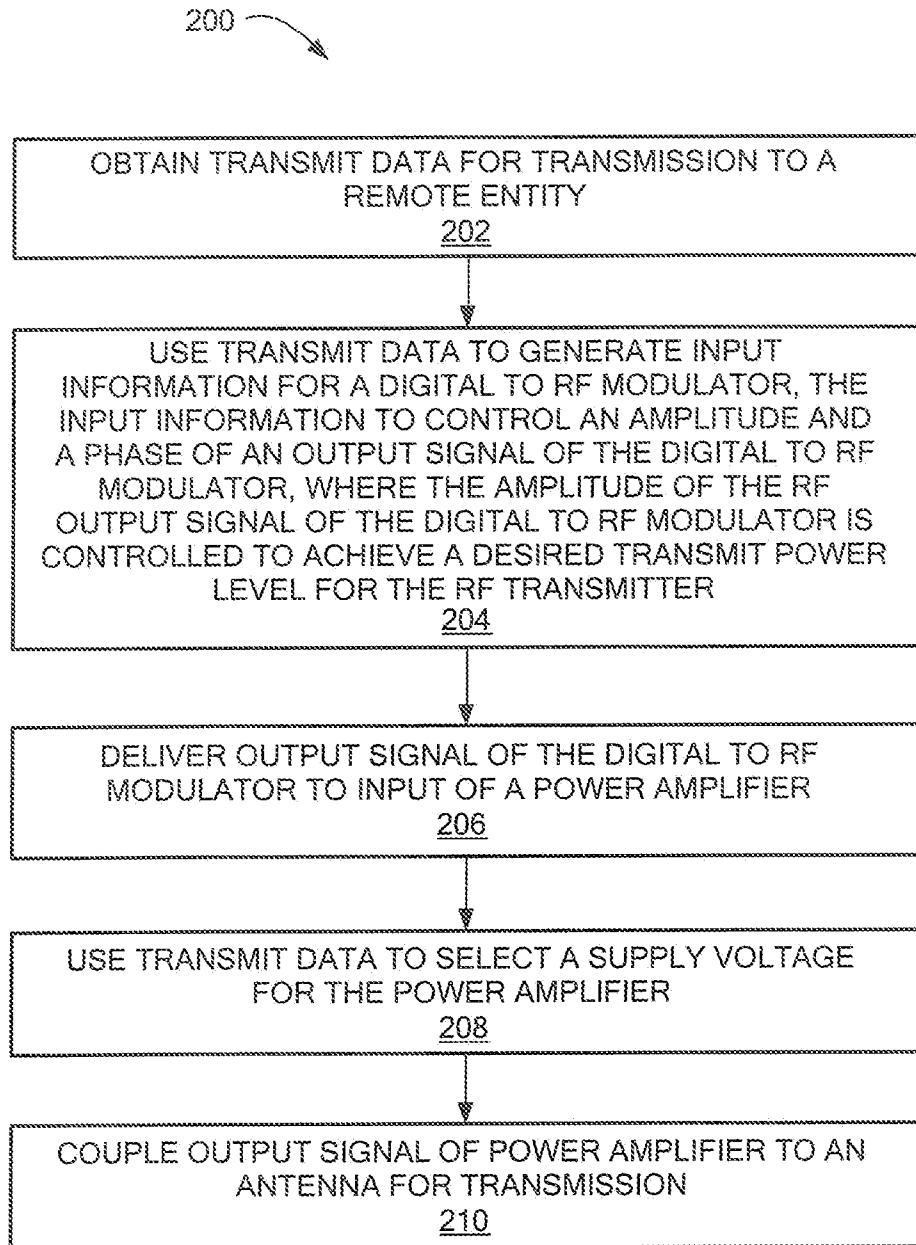 200
OBTAIN TRANSMIT DATA FOR TRANSMISSION TO A
REMOTE ENTITY
202
USE TRANSMIT DATA TO GENERATE INPUT
INFORMATION FOR A DIGITAL TO RF MODULATOR, THE
INPUT INFORMATION TO CONTROL AN AMPLITUDE AND
A PHASE OF AN OUTPUT SIGNAL OF THE DIGITAL TO RF
MODULATOR, WHERE THE AMPLITUDE OF THE RF
OUTPUT SIGNAL OF THE DIGITAL TO RF MODULATOR IS
CONTROLLED TO ACHIEVE A DESIRED TRANSMIT POWER
LEVEL FOR THE RF TRANSMITTER
204
DELIVER OUTPUT SIGNAL OF THE DIGITAL TO RF
MODULATOR TO INPUT OF A POWER AMPLIFIER
206
USE TRANSMIT DATA TO SELECT A SUPPLY VOLTAGE
FOR THE POWER AMPLIFIER
208
COUPLE OUTPUT SIGNAL OF POWER AMPLIFIER TO AN
ANTENNA FOR TRANSMISSION
210